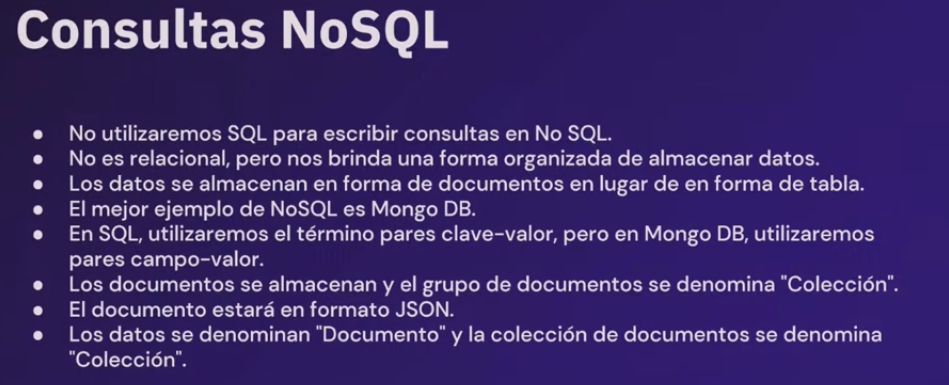 Consultas NoSQL
● No utilizaremos SQL para escribir consultas en No SQL.
● No es relacional, pero nos brinda una forma organizada de almacenar datos.
● Los datos se almacenan en forma de documentos en lugar de en forma de tabla.
● El mejor ejemplo de NoSQL es Mongo DB.
● En SQL, utilizaremos el término pares clave-valor, pero en Mongo DB, utilizaremos
pares campo-valor.
● Los documentos se almacenan y el grupo de documentos se denomina "Colección".
● El documento estará en formato JSON.
● Los datos se denominan "Documento" y la colección de documentos se denomina
"Colección".